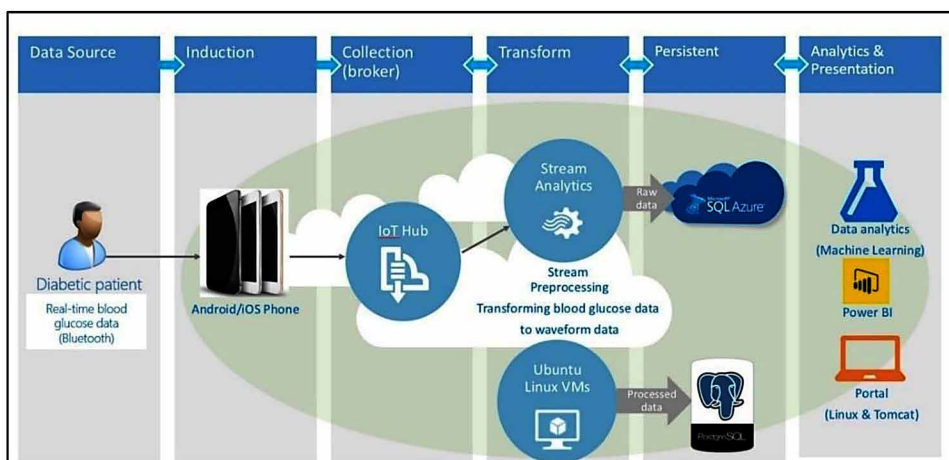 Data Source
Induction
Collection
(broker)
Transform
Persistent
Analytics &
Presentation
Diabetic patient
Real-time blood
glucose data
(Bluetooth)
Android/iOS Phone
IoT Hub
Stream
Analytics
Stream
Preprocessing
Transforming blood glucose data
to waveform data
Ubuntu
Linux VMs
Raw
data
Processed
data
Microsoft
SQL Azure
PostgreSQL
Data analytics
(Machine Learning)
Power BI
Portal
(Linux & Tomcat)